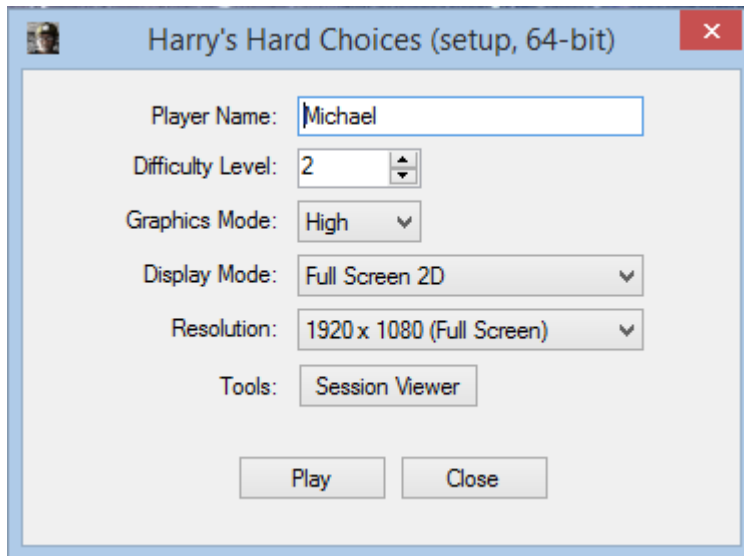 Harry's Hard Choices (setup, 64-bit)
Player Name: Michael
Difficulty Level: 2
Graphics Mode: High
Display Mode: Full Screen 2D
Resolution: 1920 x 1080 (Full Screen)
Tools: Session Viewer
Play Close